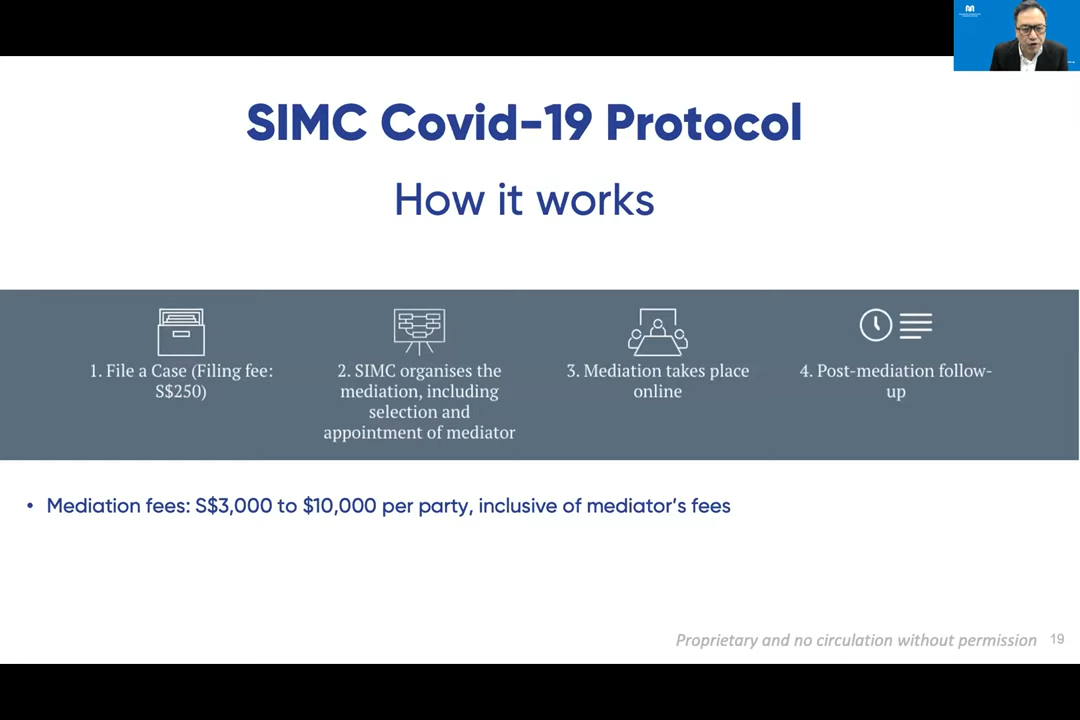 SIMC Covid-19 Protocol
How it works
1. File a Case (Filing fee:
S$250)
2. SIMC organises the
mediation, including
selection and
appointment of mediator
3. Mediation takes place
online
4. Post-mediation follow-
up
• Mediation fees: S$3,000 to $10,000 per party, inclusive of mediator's fees
Proprietary and no circulation without permission 19